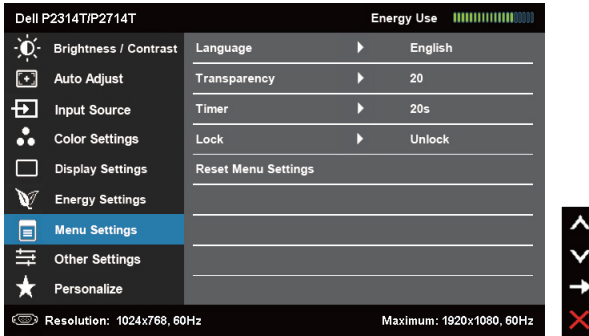 Dell P2314T/P2714T Energy Use
Brightness / Contrast Language English
Auto Adjust Transparency 20
Input Source Timer 20s
Color Settings Lock Unlock
Display Settings Reset Menu Settings
Energy Settings
Menu Settings
Other Settings
Personalize
Resolution: 1024x768, 60Hz Maximum: 1920x1080, 60Hz